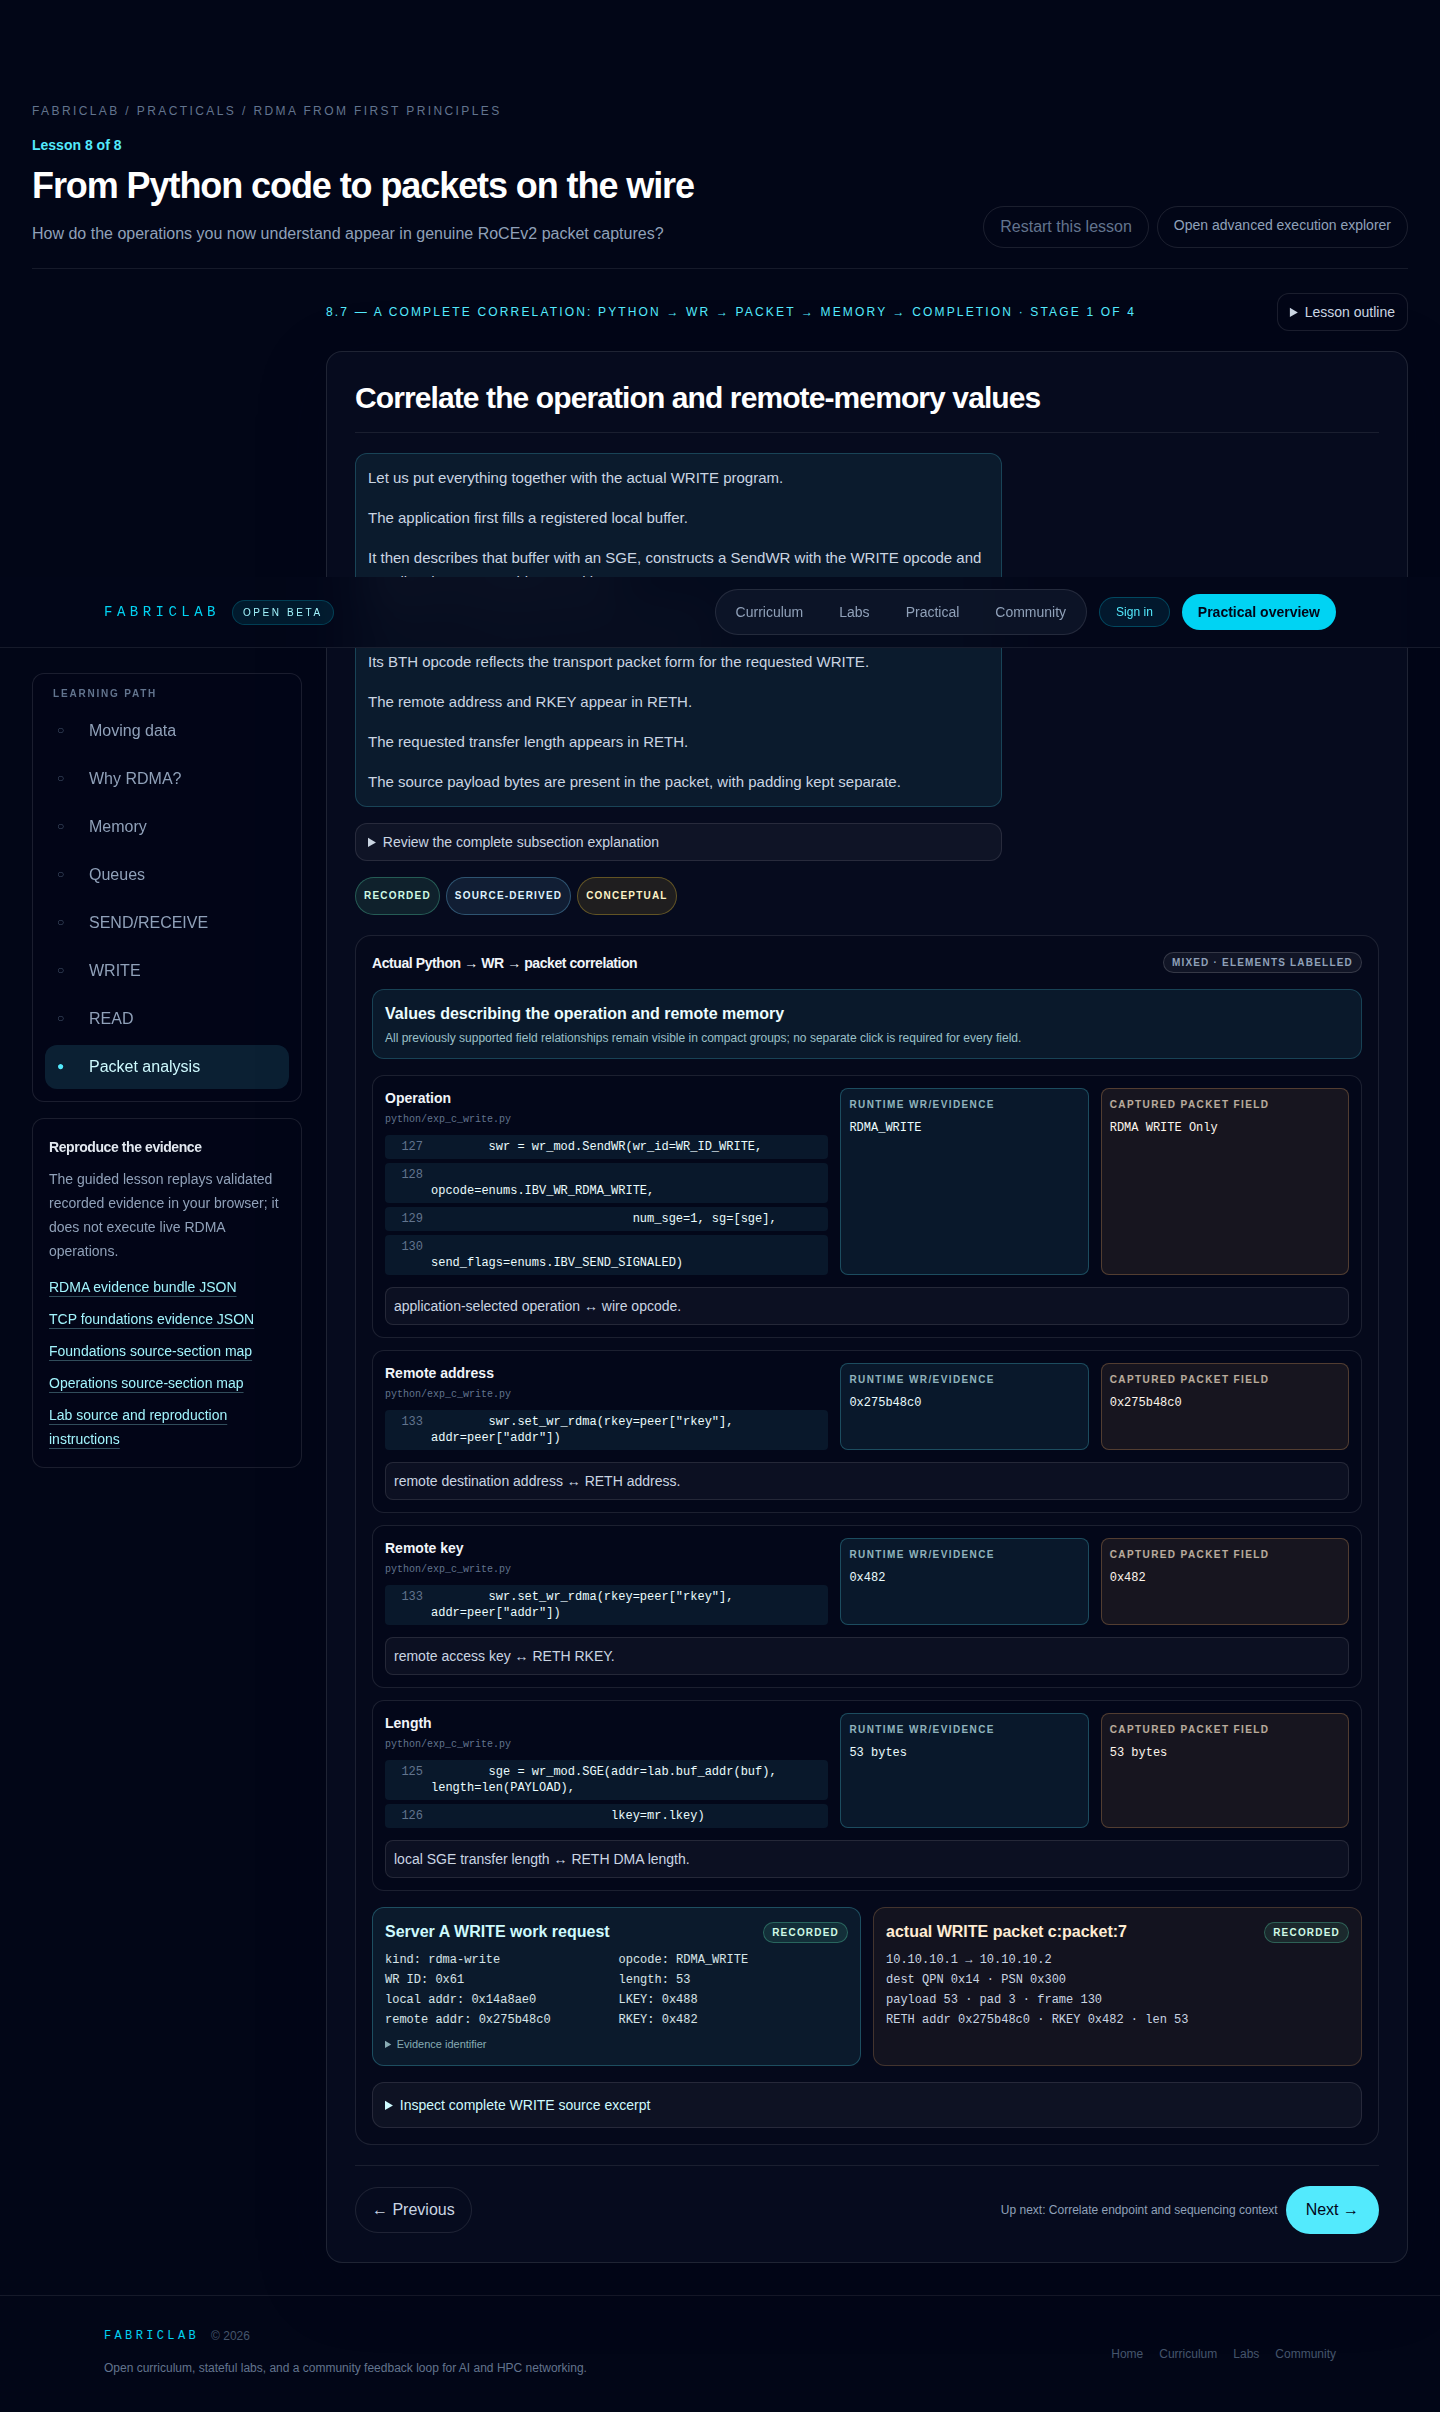 FABRICLAB / PRACTICALS / RDMA FROM FIRST PRINCIPLES
Lesson 8 of 8
From Python code to packets on the wire
How do the operations you now understand appear in genuine RoCEv2 packet captures?
Restart this lesson
Open advanced execution explorer
8.7 — A COMPLETE CORRELATION: PYTHON → WR → PACKET → MEMORY → COMPLETION · STAGE 1 OF 4
▶ Lesson outline
Correlate the operation and remote-memory values
Let us put everything together with the actual WRITE program.
The application first fills a registered local buffer.
It then describes that buffer with an SGE, constructs a SendWR with the WRITE opcode and
FABRICLAB
OPEN BETA
Curriculum
Labs
Practical
Community
Sign in
Practical overview
Its BTH opcode reflects the transport packet form for the requested WRITE.
The remote address and RKEY appear in RETH.
The requested transfer length appears in RETH.
The source payload bytes are present in the packet, with padding kept separate.
▶ Review the complete subsection explanation
RECORDED
SOURCE-DERIVED
CONCEPTUAL
LEARNING PATH
○ Moving data
○ Why RDMA?
○ Memory
○ Queues
○ SEND/RECEIVE
○ WRITE
○ READ
● Packet analysis
Reproduce the evidence
The guided lesson replays validated
recorded evidence in your browser; it
does not execute live RDMA
operations.
RDMA evidence bundle JSON
TCP foundations evidence JSON
Foundations source-section map
Operations source-section map
Lab source and reproduction
instructions
Actual Python → WR → packet correlation
MIXED · ELEMENTS LABELLED
Values describing the operation and remote memory
All previously supported field relationships remain visible in compact groups; no separate click is required for every field.
Operation
python/exp_c_write.py
127 swr = wr_mod.SendWR(wr_id=WR_ID_WRITE,
128
opcode=enums.IBV_WR_RDMA_WRITE,
129 num_sge=1, sg=[sge],
130
send_flags=enums.IBV_SEND_SIGNALED)
RUNTIME WR/EVIDENCE
RDMA_WRITE
CAPTURED PACKET FIELD
RDMA WRITE Only
application-selected operation ↔ wire opcode.
Remote address
python/exp_c_write.py
133 swr.set_wr_rdma(rkey=peer["rkey"],
addr=peer["addr"])
RUNTIME WR/EVIDENCE
0x275b48c0
CAPTURED PACKET FIELD
0x275b48c0
remote destination address ↔ RETH address.
Remote key
python/exp_c_write.py
133 swr.set_wr_rdma(rkey=peer["rkey"],
addr=peer["addr"])
RUNTIME WR/EVIDENCE
0x482
CAPTURED PACKET FIELD
0x482
remote access key ↔ RETH RKEY.
Length
python/exp_c_write.py
125 sge = wr_mod.SGE(addr=lab.buf_addr(buf),
length=len(PAYLOAD),
126 lkey=mr.lkey)
RUNTIME WR/EVIDENCE
53 bytes
CAPTURED PACKET FIELD
53 bytes
local SGE transfer length ↔ RETH DMA length.
Server A WRITE work request
RECORDED
kind: rdma-write
opcode: RDMA_WRITE
WR ID: 0x61
length: 53
local addr: 0x14a8ae0
LKEY: 0x488
remote addr: 0x275b48c0
RKEY: 0x482
▶ Evidence identifier
actual WRITE packet c:packet:7
RECORDED
10.10.10.1 → 10.10.10.2
dest QPN 0x14 · PSN 0x300
payload 53 · pad 3 · frame 130
RETH addr 0x275b48c0 · RKEY 0x482 · len 53
▶ Inspect complete WRITE source excerpt
← Previous
Up next: Correlate endpoint and sequencing context
Next →
FABRICLAB © 2026
Open curriculum, stateful labs, and a community feedback loop for AI and HPC networking.
Home
Curriculum
Labs
Community